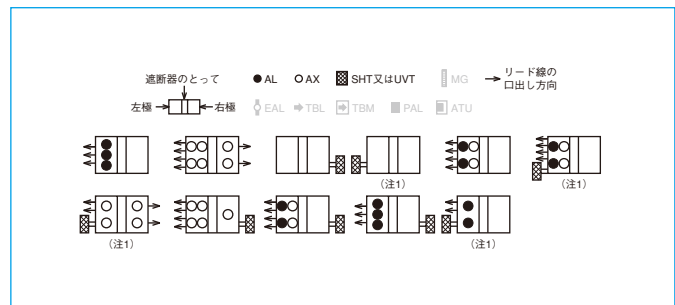 遮断器のとって
● AL ○ AX SHT又はUVT MG → リード線の口出し方向
左極 右極 EAL TBL TBM PAL ATU
(注1) (注1)
(注1) (注1)